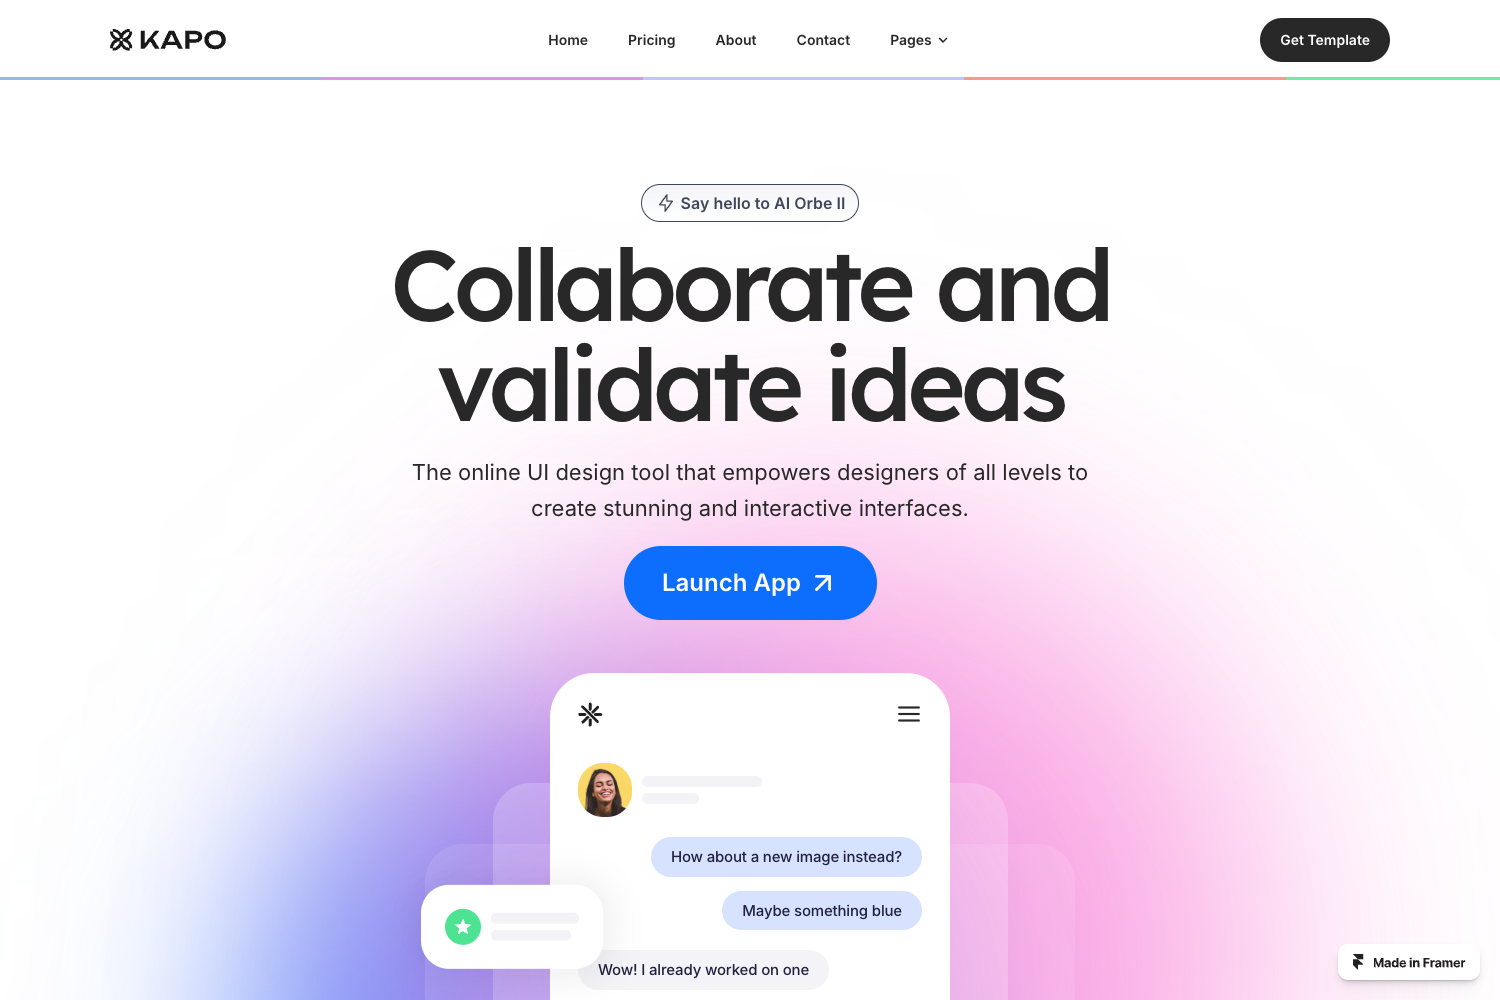 KAPO
Home Pricing About Contact Pages
Get Template
Say hello to AI Orbe II
Collaborate and
validate ideas
The online UI design tool that empowers designers of all levels to
create stunning and interactive interfaces.
Launch App
How about a new image instead?
Maybe something blue
Wow! I already worked on one
Made in Framer